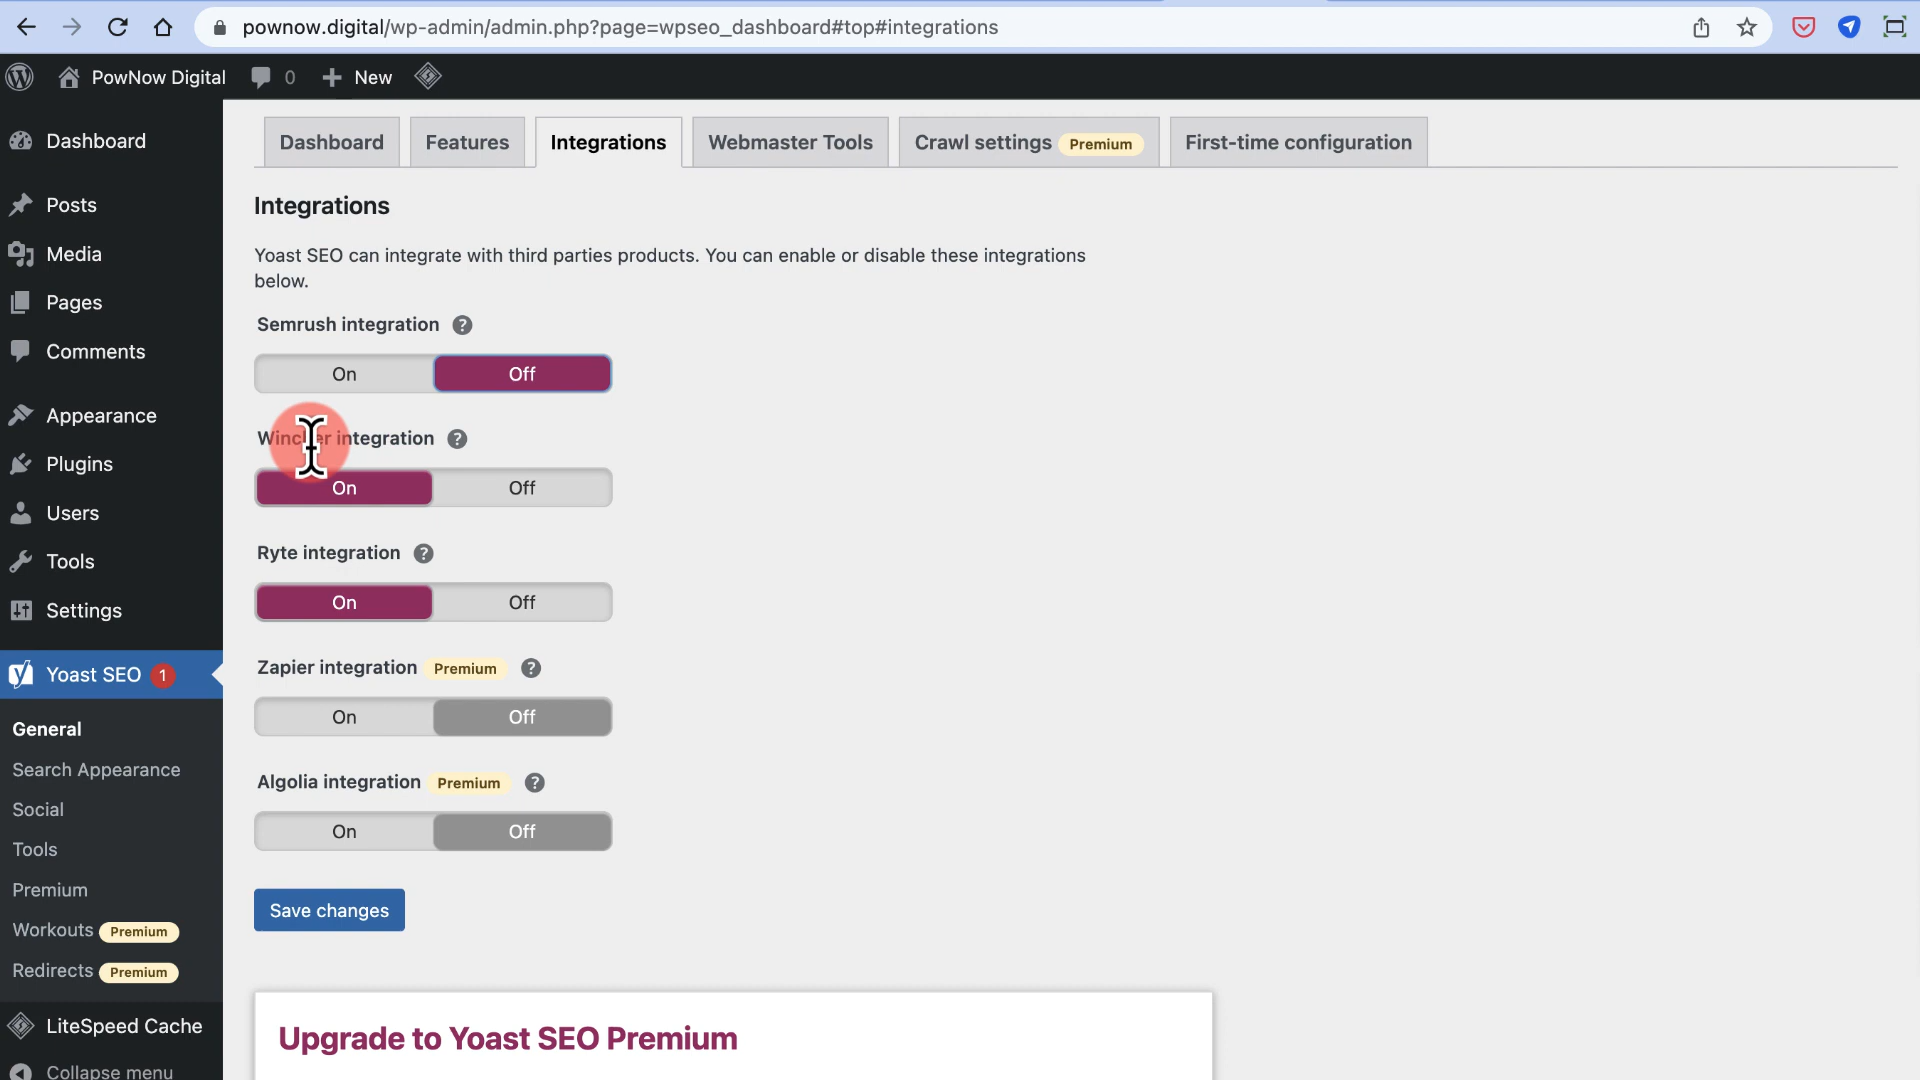 pownow.digital/wp-admin/admin.php?page=wpseo_dashboard#top#integrations
PowNow Digital 0 New
Dashboard
Posts
Media
Pages
Comments
Appearance
Plugins
Users
Tools
Settings
Yoast SEO 1
General
Search Appearance
Social
Tools
Premium
Workouts Premium
Redirects Premium
LiteSpeed Cache
Collapse menu
Dashboard Features Integrations Webmaster Tools Crawl settings Premium First-time configuration
Integrations
Yoast SEO can integrate with third parties products. You can enable or disable these integrations
below.
Semrush integration ?
On Off
Wincher integration ?
On Off
Ryte integration ?
On Off
Zapier integration Premium ?
On Off
Algolia integration Premium ?
On Off
Save changes
Upgrade to Yoast SEO Premium